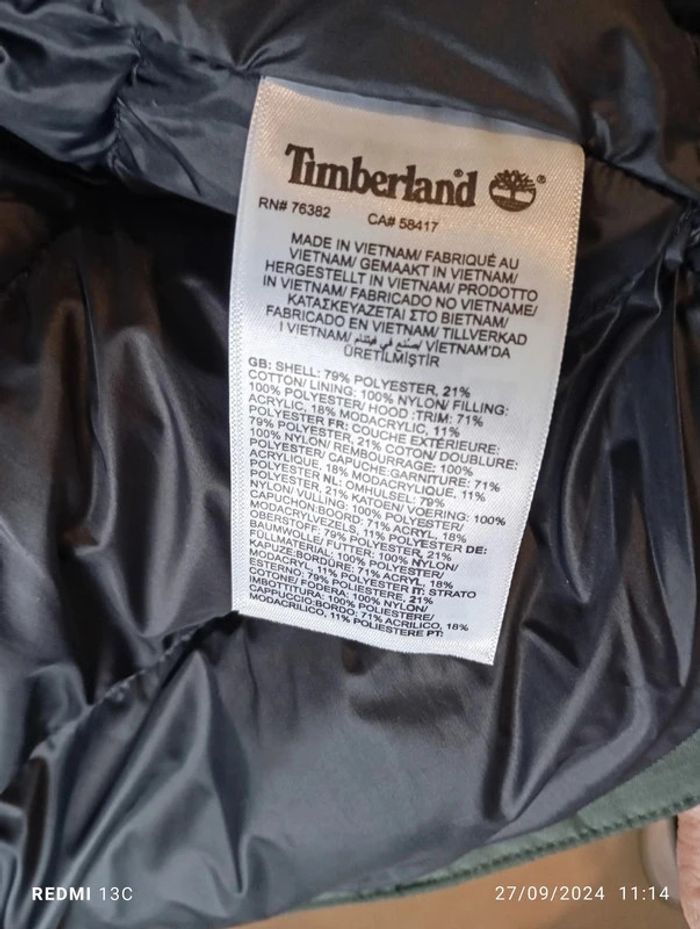 Timberland
RN# 76382
CA# 58417
MADE IN VIETNAM/ FABRIQUÉ AU
VIETNAM/ GEMAAKT IN VIETNAM/
HERGESTELLT IN VIETNAM/ PRODOTTO
IN VIETNAM/ FABRICADO NO VIETNAME/
ΚΑΤΑΣΚΕΥΑΖΕΤΑΙ ΣΤΟ ΒΙΕΤΝΑΜ/
FABRICADO EN VIETNAM/ TILLVERKAD
I VIETNAM/ صنع في فيتنام/ VIETNAM'DA
ÜRETILMIŞTIR
GB: SHELL: 79% POLYESTER, 21%
COTTON/ LINING: 100% NYLON/ FILLING:
100% POLYESTER/ HOOD :TRIM: 71%
ACRYLIC, 18% MODACRYLIC, 11%
POLYESTER FR: COUCHE EXTÉRIEURE:
79% POLYESTER, 21% COTON/ DOUBLURE:
100% NYLON/ REMBOURRAGE: 100%
POLYESTER/ CAPUCHE:GARNITURE: 71%
ACRYLIQUE, 18% MODACRYLIQUE, 11%
POLYESTER NL: OMHULSEL: 79%
POLYESTER, 21% KATOEN/ VOERING: 100%
NYLON/ VULLING: 100% POLYESTER/
CAPUCHON:BOORD: 71% ACRYL, 18%
MODACRYLVEZELS, 11% POLYESTER DE:
OBERSTOFF: 79% POLYESTER, 21%
BAUMWOLLE/ FUTTER: 100% NYLON/
FÜLLMATERIAL: 100% POLYESTER/
KAPUZE:BORDÜRE: 71% ACRYL, 18%
MODACRYL, 11% POLYESTER IT: STRATO
ESTERNO: 79% POLIESTERE, 21%
COTONE/ FODERA: 100% NYLON/
IMBOTTITURA: 100% POLIESTERE/
CAPPUCCIO:BORDO: 71% ACRILICO, 18%
MODACRILICO, 11% POLIESTERE PT:
REDMI 13C
27/09/2024 11:14